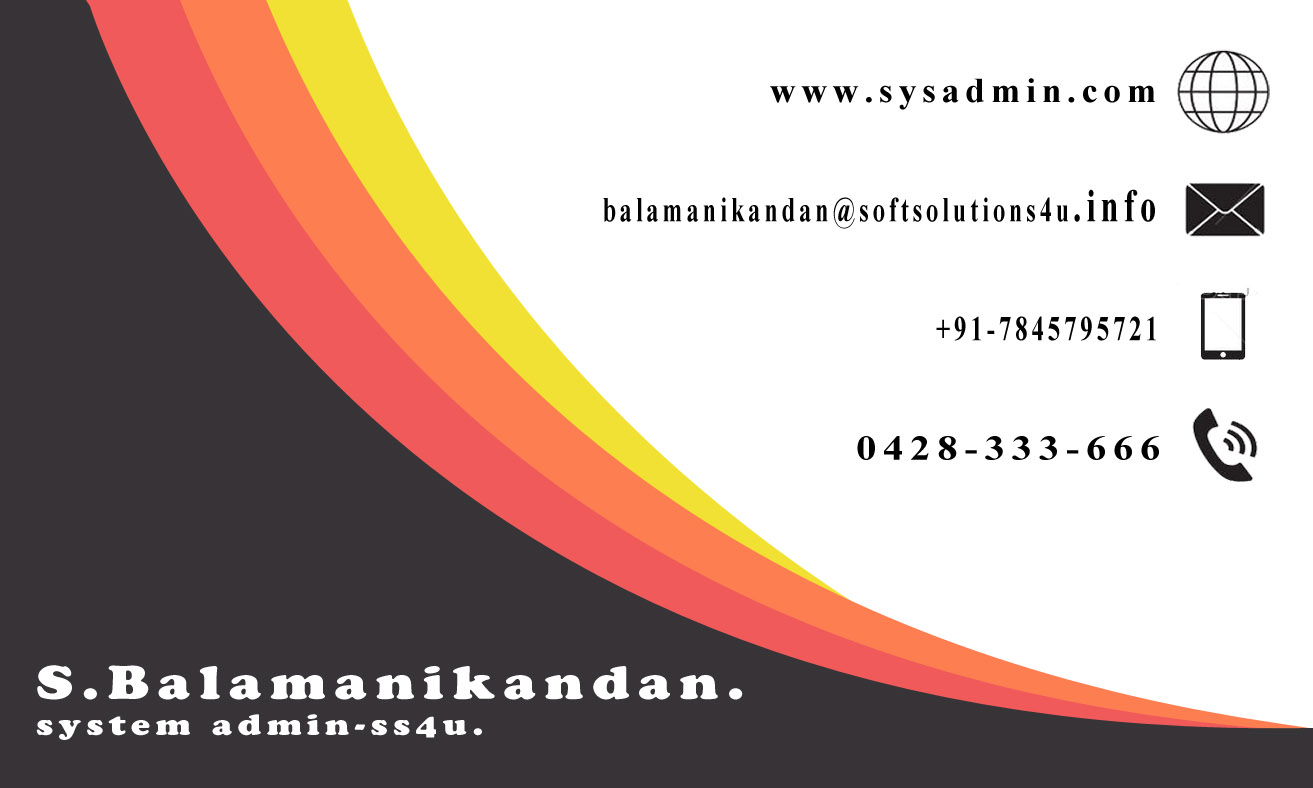 www.sysadmin.com
balamanikandan@softsolutions4u.info
+91-7845795721
0428-333-666
S.Balamanikandan.
system admin-ss4u.